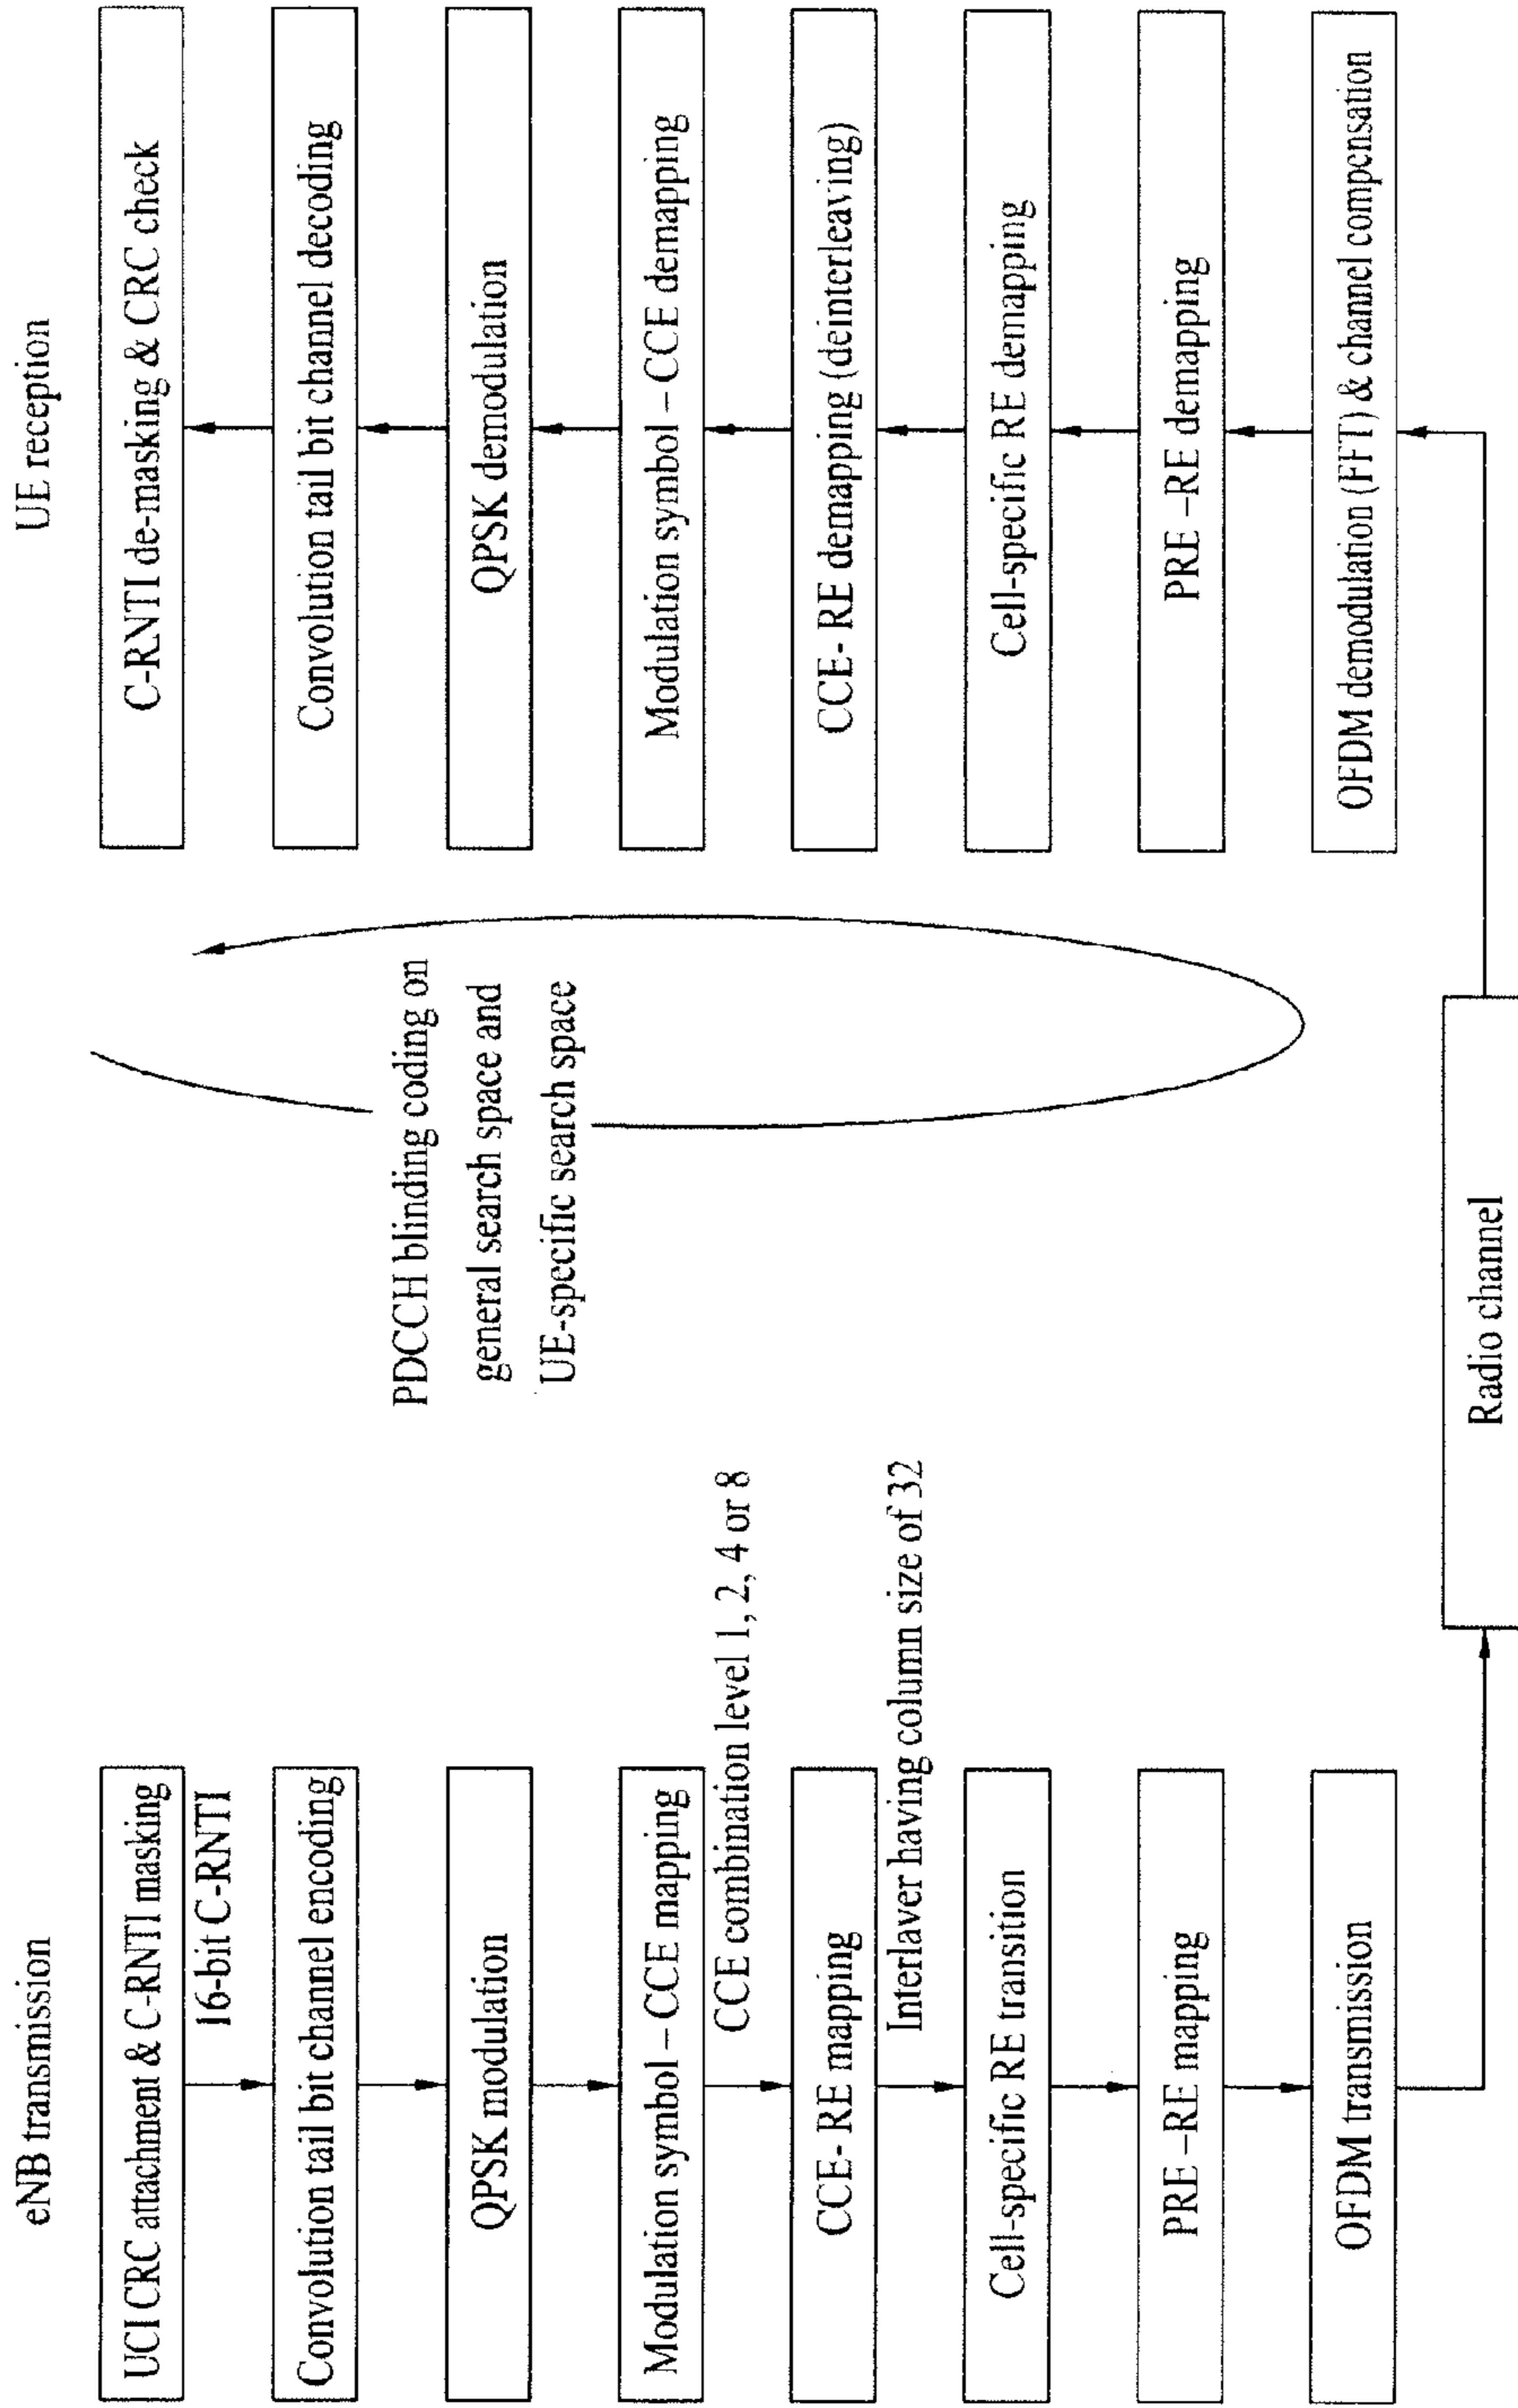 eNB transmission
UCI CRC attachment & C-RNTI masking
16-bit C-RNTI
Convolution tail bit channel encoding
QPSK modulation
Modulation symbol – CCE mapping
CCE combination level 1, 2, 4 or 8
CCE- RE mapping
Interlaver having column size of 32
Cell-specific RE transition
PRE –RE mapping
OFDM transmission
Radio channel
PDCCH blinding coding on
general search space and
UE-specific search space
UE reception
C-RNTI de-masking & CRC check
Convolution tail bit channel decoding
QPSK demodulation
Modulation symbol – CCE demapping
CCE- RE demapping (deinterleaving)
Cell-specific RE demapping
PRE –RE demapping
OFDM demodulation (FFT) & channel compensation